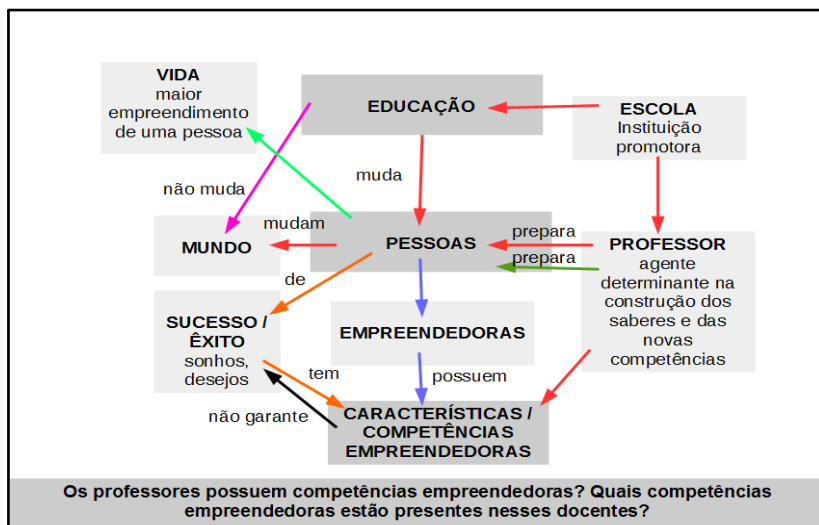 VIDA
maior
empreendimento
de uma pessoa
EDUCAÇÃO
ESCOLA
Instituição
promotora
não muda
muda
MUNDO
mudam
PESSOAS
prepara
prepara
PROFESSOR
agente
determinante na
construção dos
saberes e das
novas
competências
de
SUCESSO /
ÊXITO
sonhos,
desejos
EMPREENDEDORAS
tem
possuem
não garante
CARACTERÍSTICAS /
COMPETÊNCIAS
EMPREENDEDORAS
Os professores possuem competências empreendedoras? Quais competências
empreendedoras estão presentes nesses docentes?